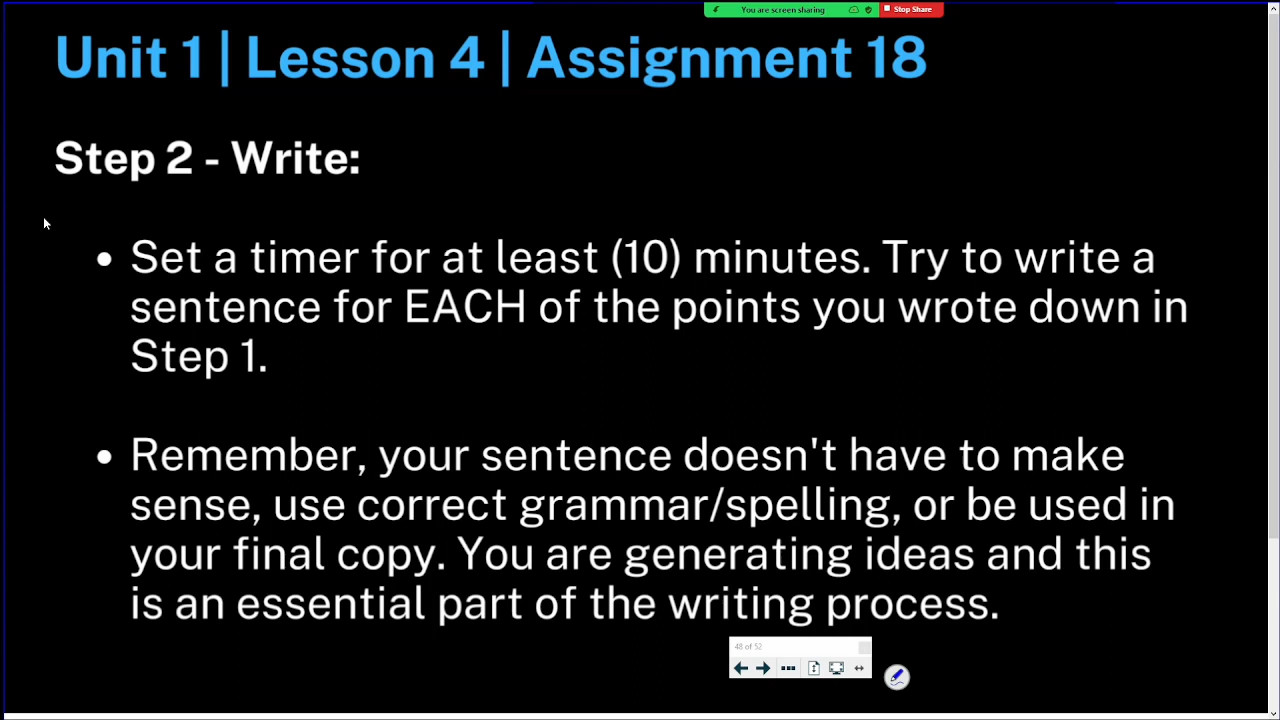 You are screen sharing
Stop Share
Unit 1 | Lesson 4 | Assignment 18
Step 2 - Write:
• Set a timer for at least (10) minutes. Try to write a
sentence for EACH of the points you wrote down in
Step 1.
• Remember, your sentence doesn't have to make
sense, use correct grammar/spelling, or be used in
your final copy. You are generating ideas and this
is an essential part of the writing process.
48 of 52